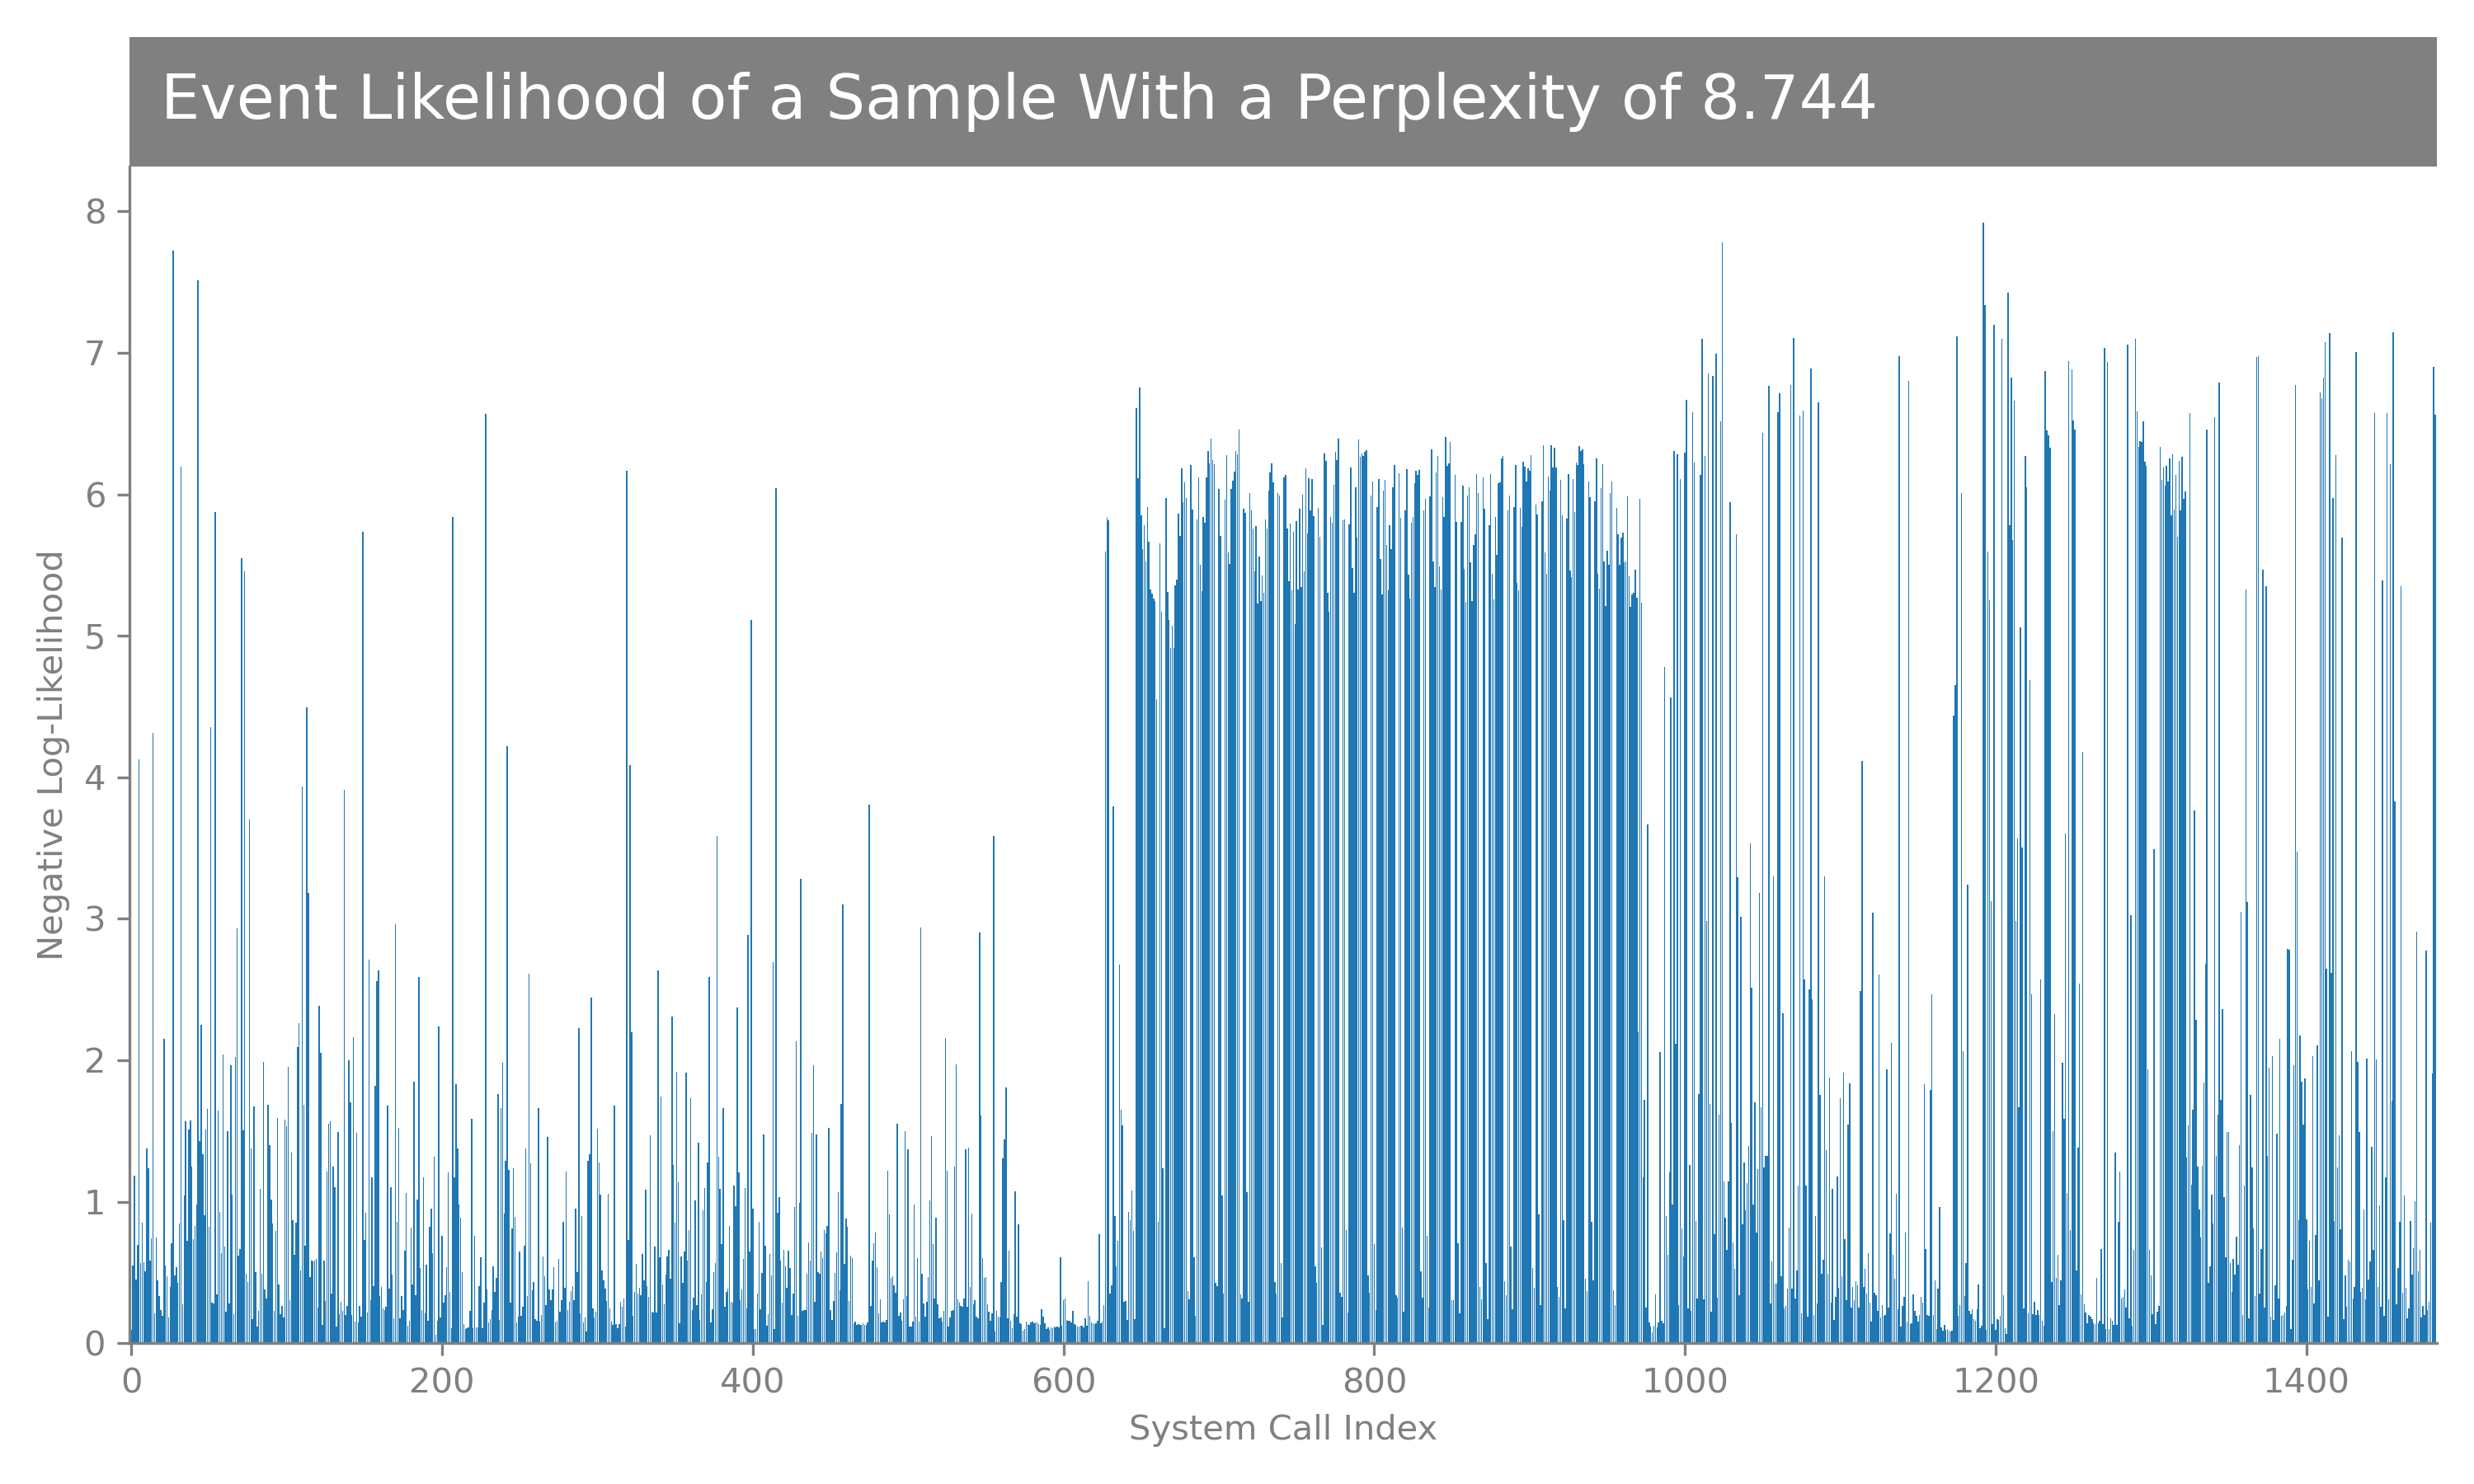 Event Likelihood of a Sample With a Perplexity of 8.744
8
7
6
5
4
3
2
1
0
Negative Log-Likelihood
0 200 400 600 800 1000 1200 1400
System Call Index